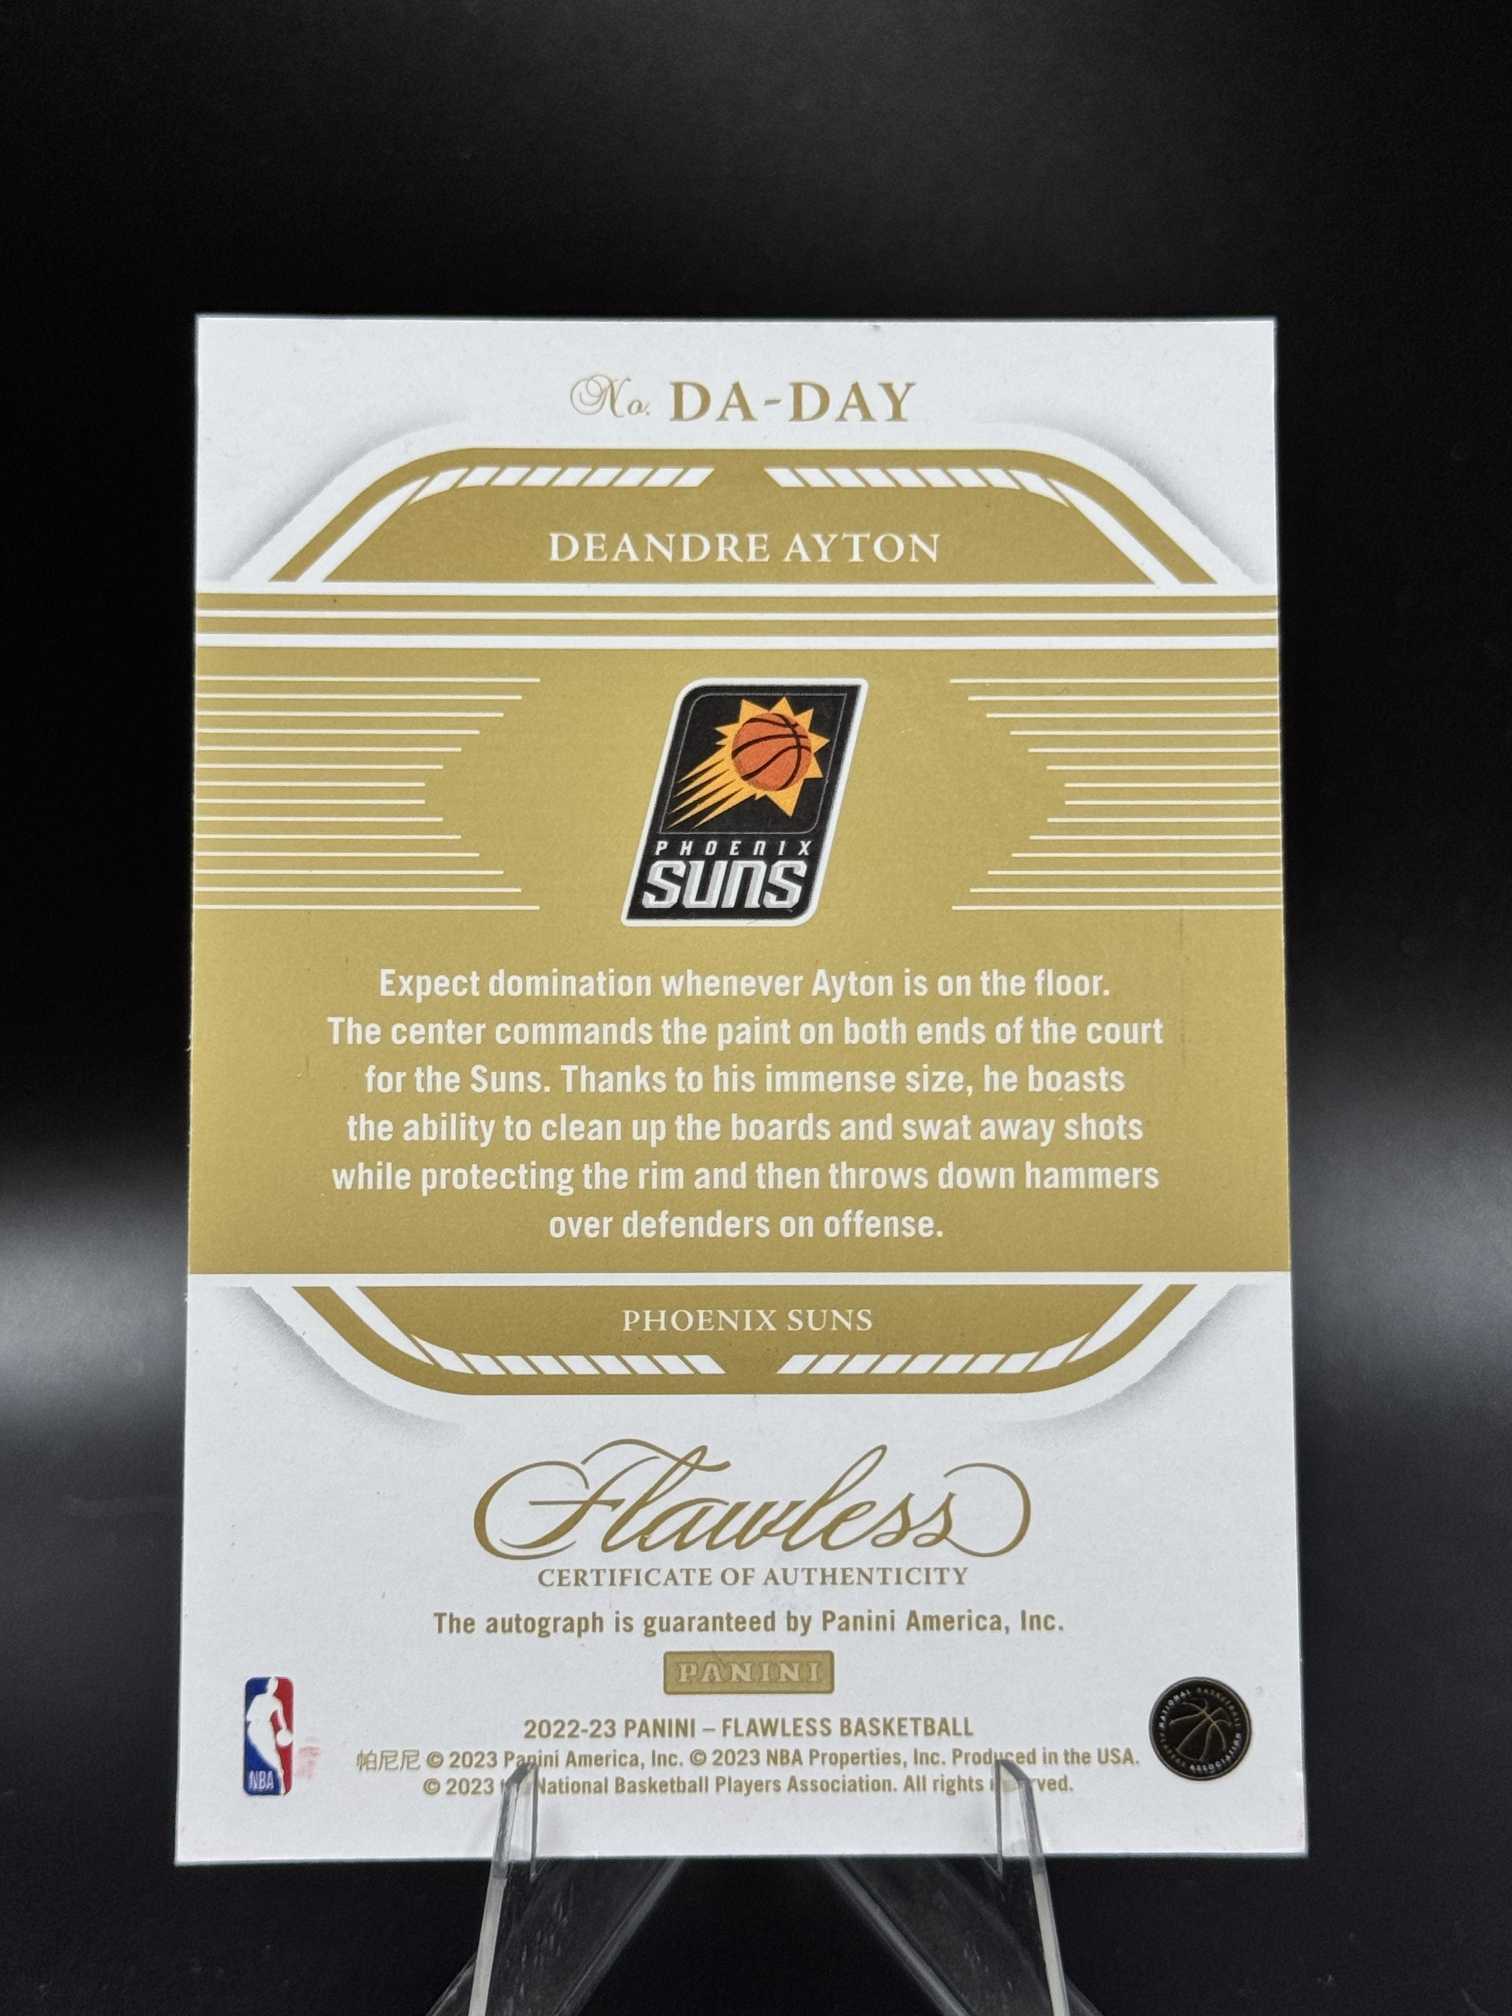 No. DA-DAY
DEANDRE AYTON
PHOENIX
SUNS
Expect domination whenever Ayton is on the floor.
The center commands the paint on both ends of the court
for the Suns. Thanks to his immense size, he boasts
the ability to clean up the boards and swat away shots
while protecting the rim and then throws down hammers
over defenders on offense.
PHOENIX SUNS
Flawless
CERTIFICATE OF AUTHENTICITY
The autograph is guaranteed by Panini America, Inc.
PANINI
NBA
NATIONAL BASKETBALL PLAYERS ASSOCIATION
2022-23 PANINI – FLAWLESS BASKETBALL
帕尼尼 © 2023 Panini America, Inc. © 2023 NBA Properties, Inc. Produced in the USA.
© 2023 National Basketball Players Association. All rights